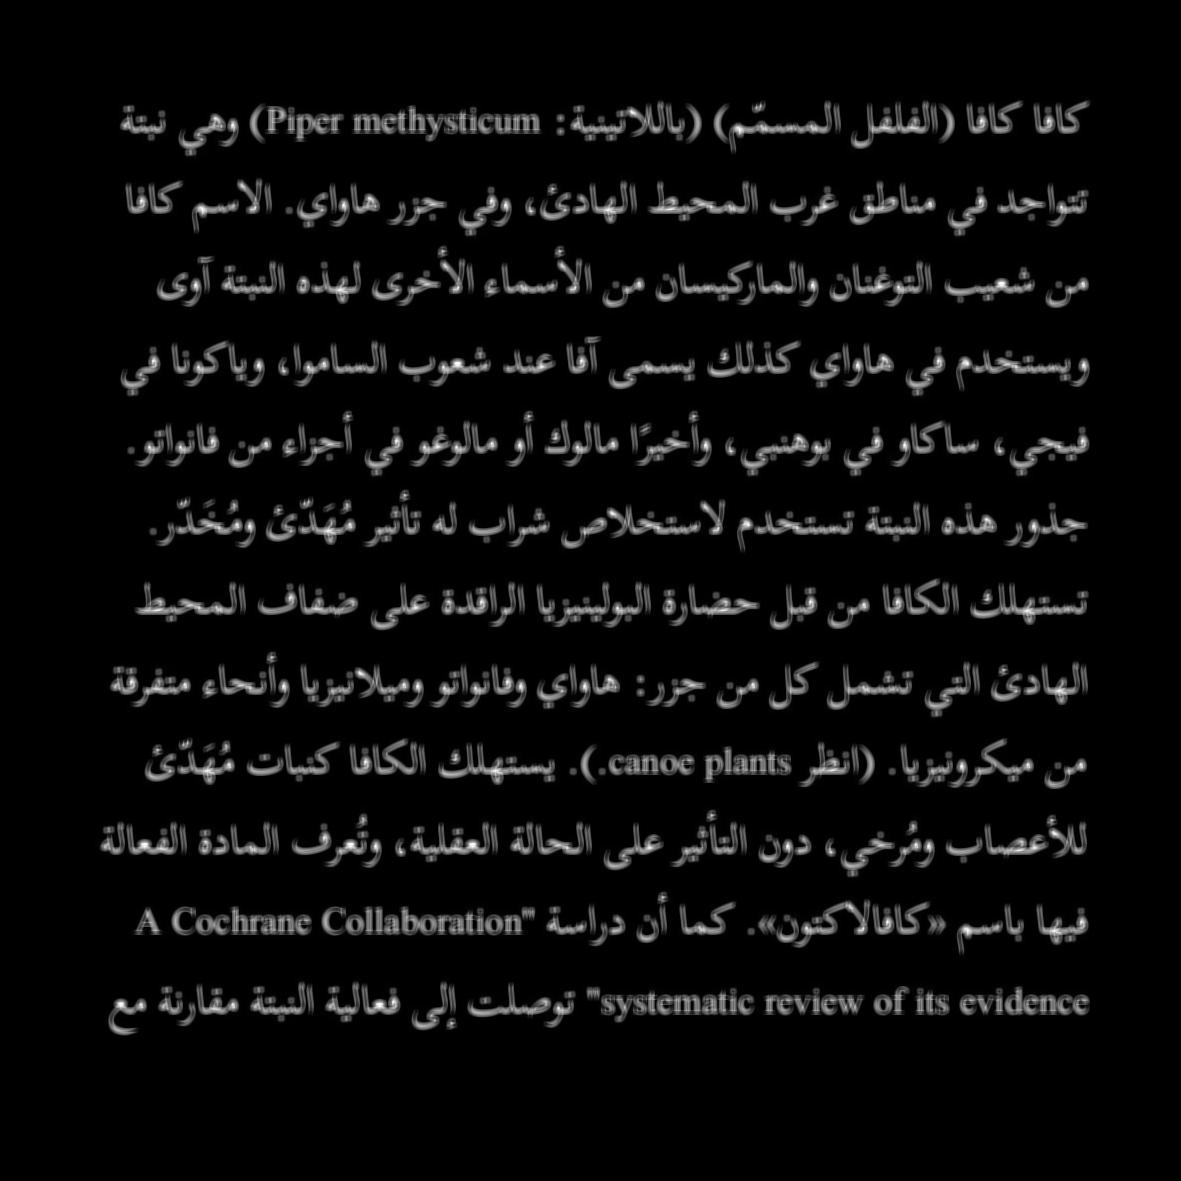 كافا كافا (الفلفل المسمّم) (باللاتينية: Piper methysticum) وهي نبتة
تتواجد في مناطق غرب المحيط الهادئ، وفي جزر هاواي. الاسم كافا
من شعيب التوغنان والماركيسان من الأسماء الأخرى لهذه النبتة آوى
ويستخدم في هاواي كذلك يسمى آفا عند شعوب الساموا، وياكونا في
فيجي، ساكاو في بوهنبي، وأخيرًا مالوك أو مالوغو في أجزاء من فانواتو.
جذور هذه النبتة تستخدم لاستخلاص شراب له تأثير مُهَدّئ ومُخَدّر.
تستهلك الكافا من قبل حضارة البولينيزيا الراقدة على ضفاف المحيط
الهادئ التي تشمل كل من جزر: هاواي وفانواتو وميلانيزيا وأنحاء متفرقة
من ميكرونيزيا. (انظر canoe plants.). يستهلك الكافا كنبات مُهَدّئ
للأعصاب ومُرخي، دون التأثير على الحالة العقلية، وتُعرف المادة الفعالة
فيها باسم «كافالاكتون». كما أن دراسة "'A Cochrane Collaboration
systematic review of its evidence'" توصلت إلى فعالية النبتة مقارنة مع